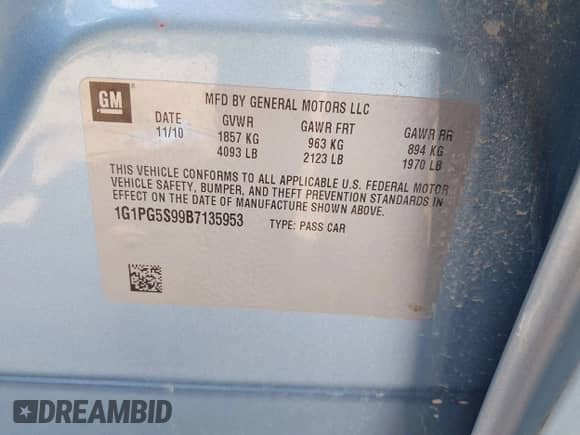 GM
MFD BY GENERAL MOTORS LLC
DATE GVWR GAWR FRT GAWR RR
11/10 1857 KG 963 KG 894 KG
4093 LB 2123 LB 1970 LB
THIS VEHICLE CONFORMS TO ALL APPLICABLE U.S. FEDERAL MOTOR
VEHICLE SAFETY, BUMPER, AND THEFT PREVENTION STANDARDS IN
EFFECT ON THE DATE OF MANUFACTURE SHOWN ABOVE.
1G1PG5S99B7135953 TYPE: PASS CAR
DREAMBID